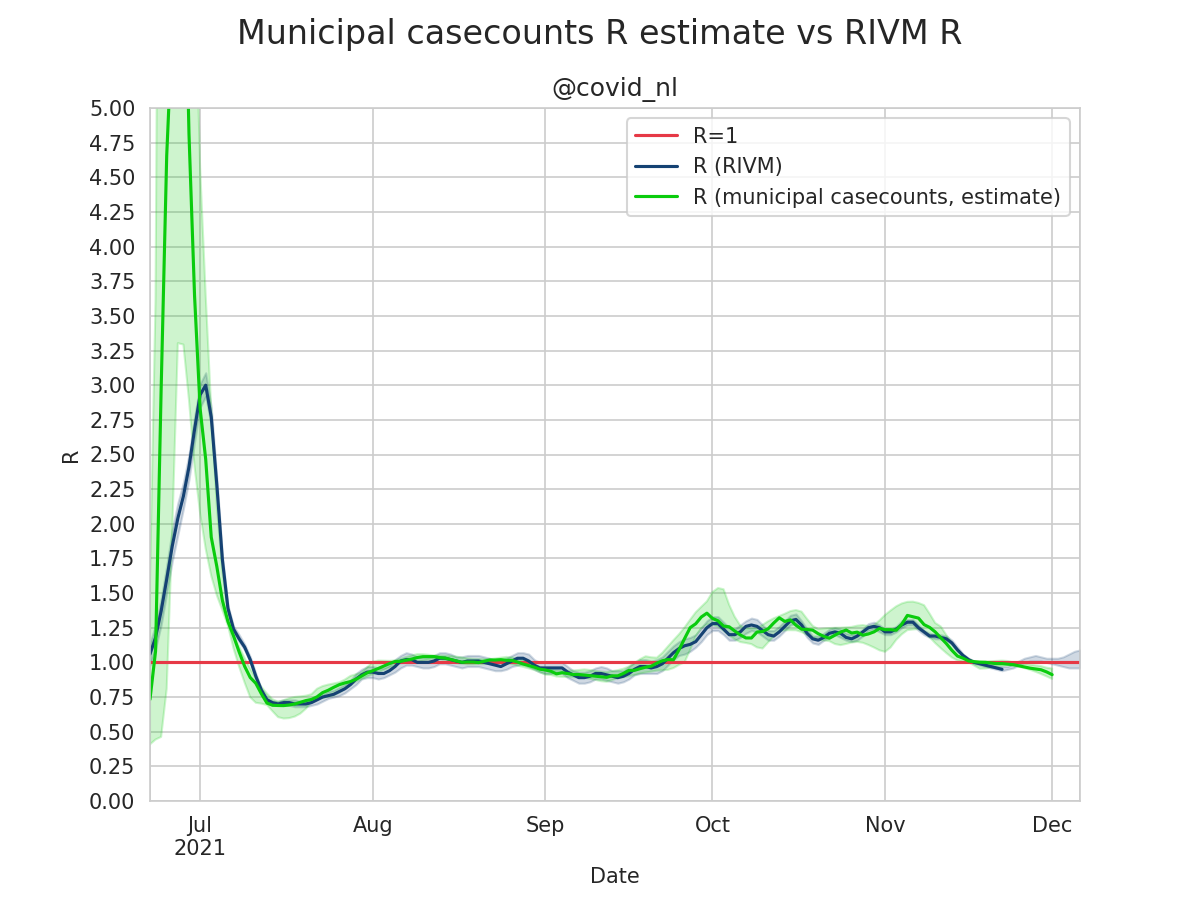 Municipal casecounts R estimate vs RIVM R
@covid_nl
R=1
R (RIVM)
R (municipal casecounts, estimate)
5.00
4.75
4.50
4.25
4.00
3.75
3.50
3.25
3.00
2.75
2.50
2.25
2.00
1.75
1.50
1.25
1.00
0.75
0.50
0.25
0.00
R
Jul Aug Sep Oct Nov Dec
2021
Date